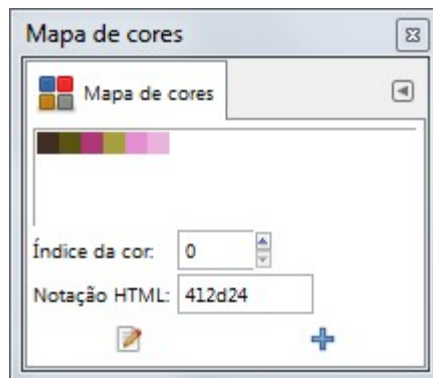 Mapa de cores
Mapa de cores
Índice da cor: 0
Notação HTML: 412d24